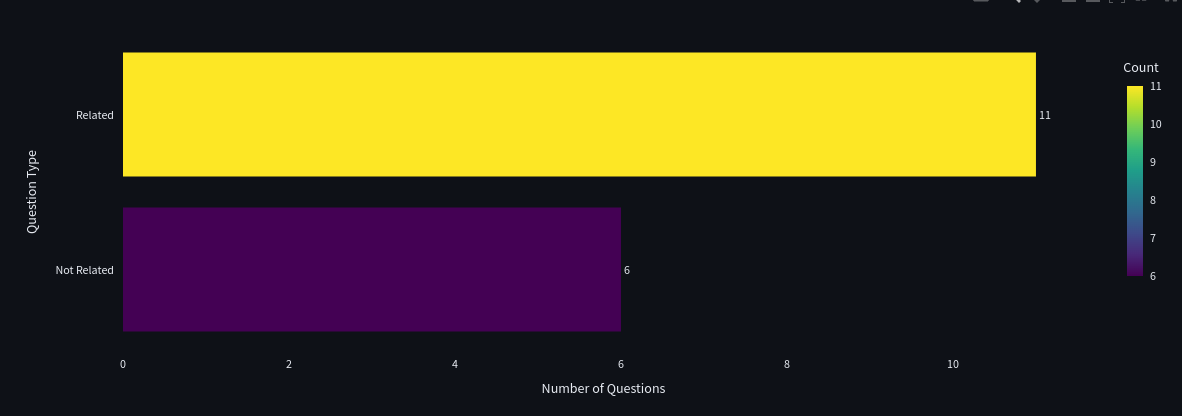 Count
11
10
9
8
7
6
Question Type
Related
11
Not Related
6
0 2 4 6 8 10
Number of Questions